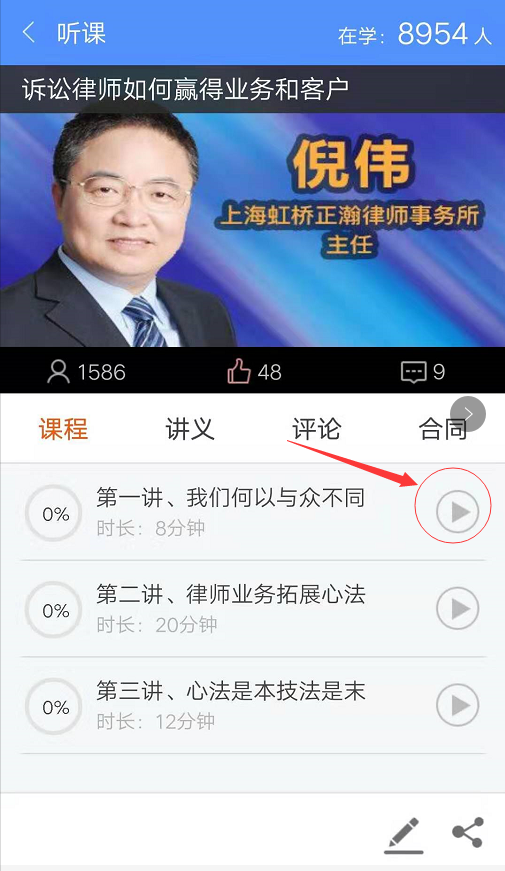 听课
在学：8954人
诉讼律师如何赢得业务和客户
倪伟
上海虹桥正瀚律师事务所
主任
1586
48
9
课程 讲义 评论 合同
第一讲、我们何以与众不同
0%
时长：8分钟
第二讲、律师业务拓展心法
0%
时长：20分钟
第三讲、心法是本技法是末
0%
时长：12分钟